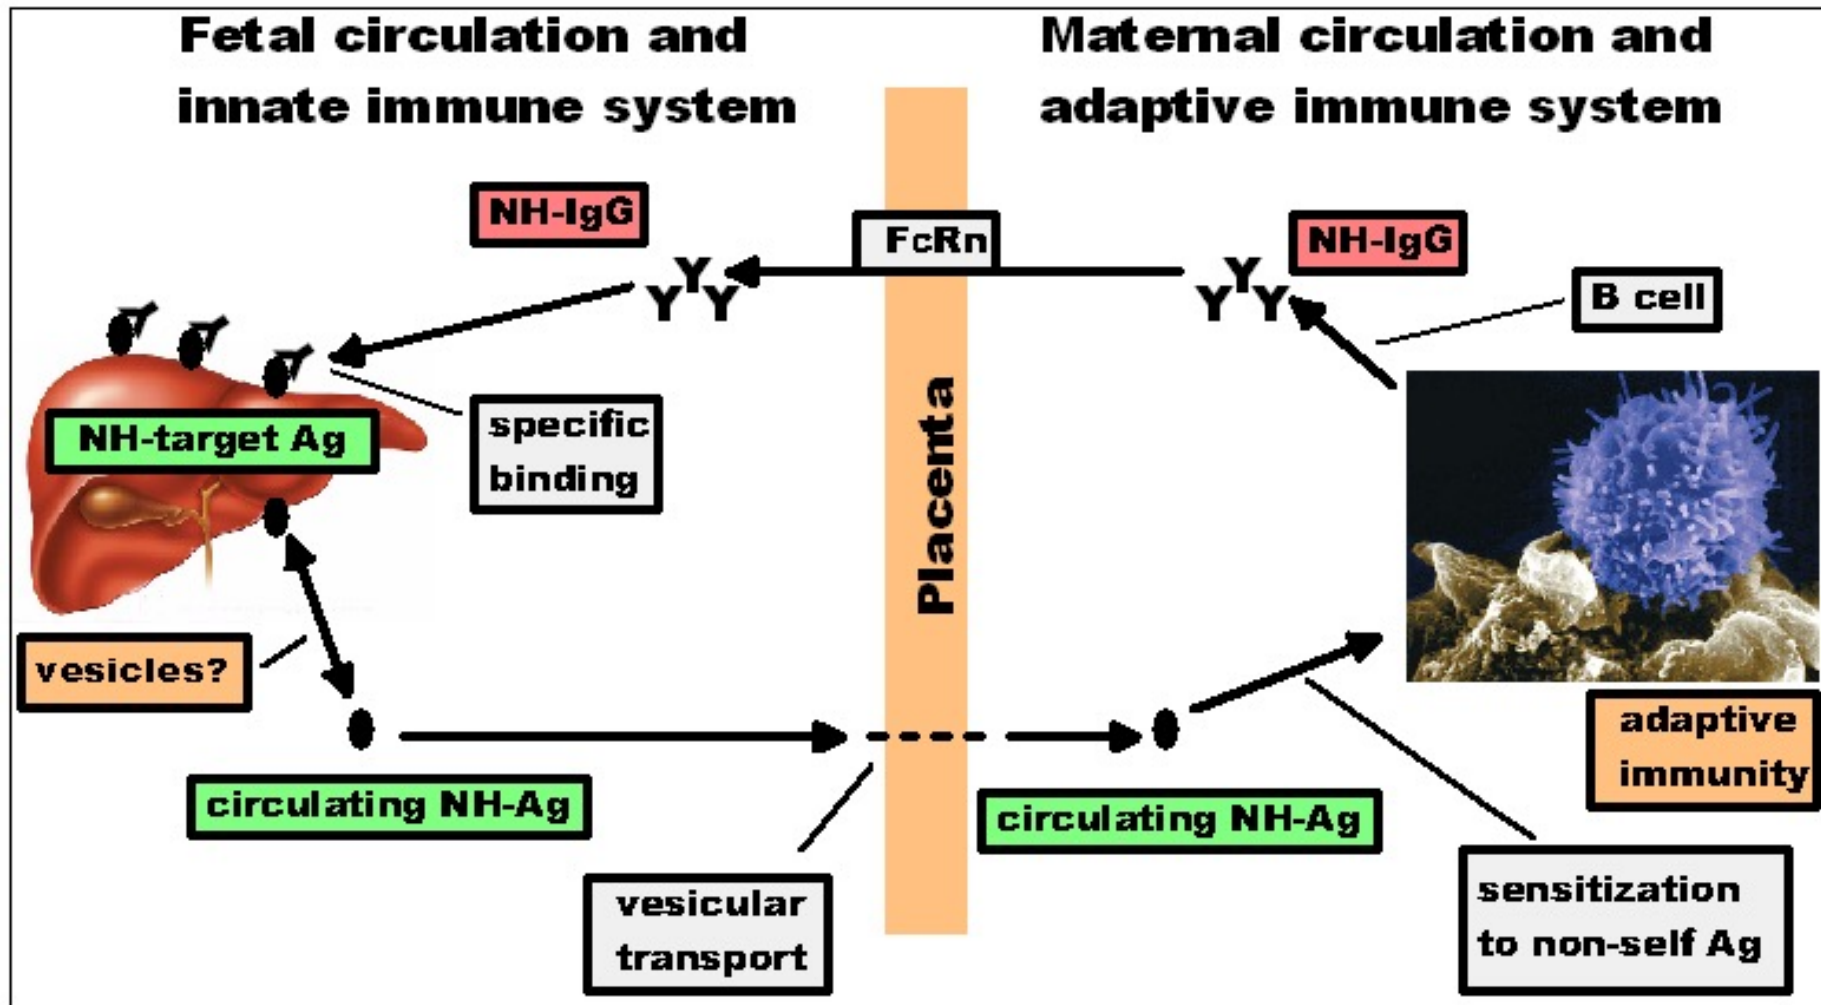 Fetal circulation and
innate immune system
Maternal circulation and
adaptive immune system
NH-IgG
FcRn
NH-IgG
B cell
NH-target Ag
specific
binding
Placenta
vesicles?
circulating NH-Ag
circulating NH-Ag
adaptive
immunity
vesicular
transport
sensitization
to non-self Ag